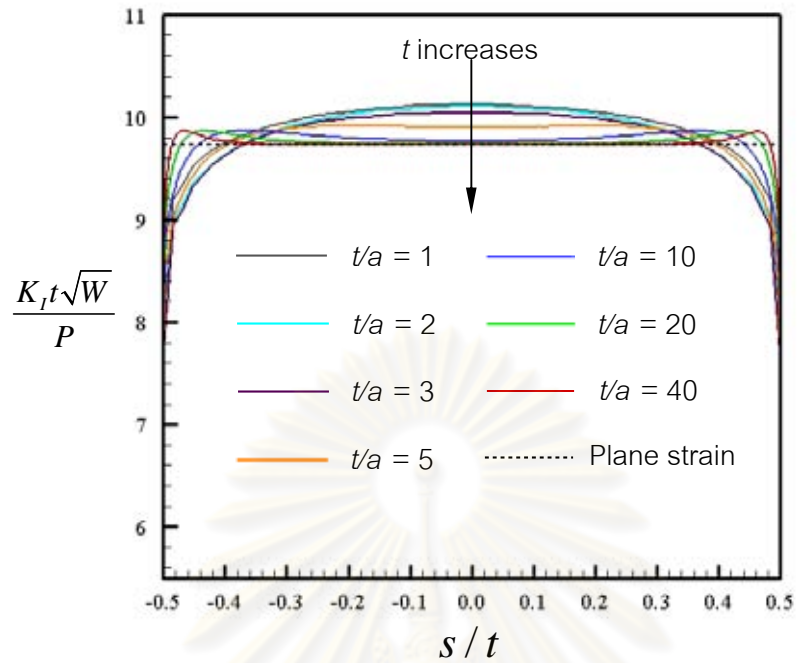 11
10
9
8
7
6
t increases
K_I t√W
P
t/a = 1
t/a = 10
t/a = 2
t/a = 20
t/a = 3
t/a = 40
t/a = 5
Plane strain
-0.5 -0.4 -0.3 -0.2 -0.1 0.0 0.1 0.2 0.3 0.4 0.5
s / t